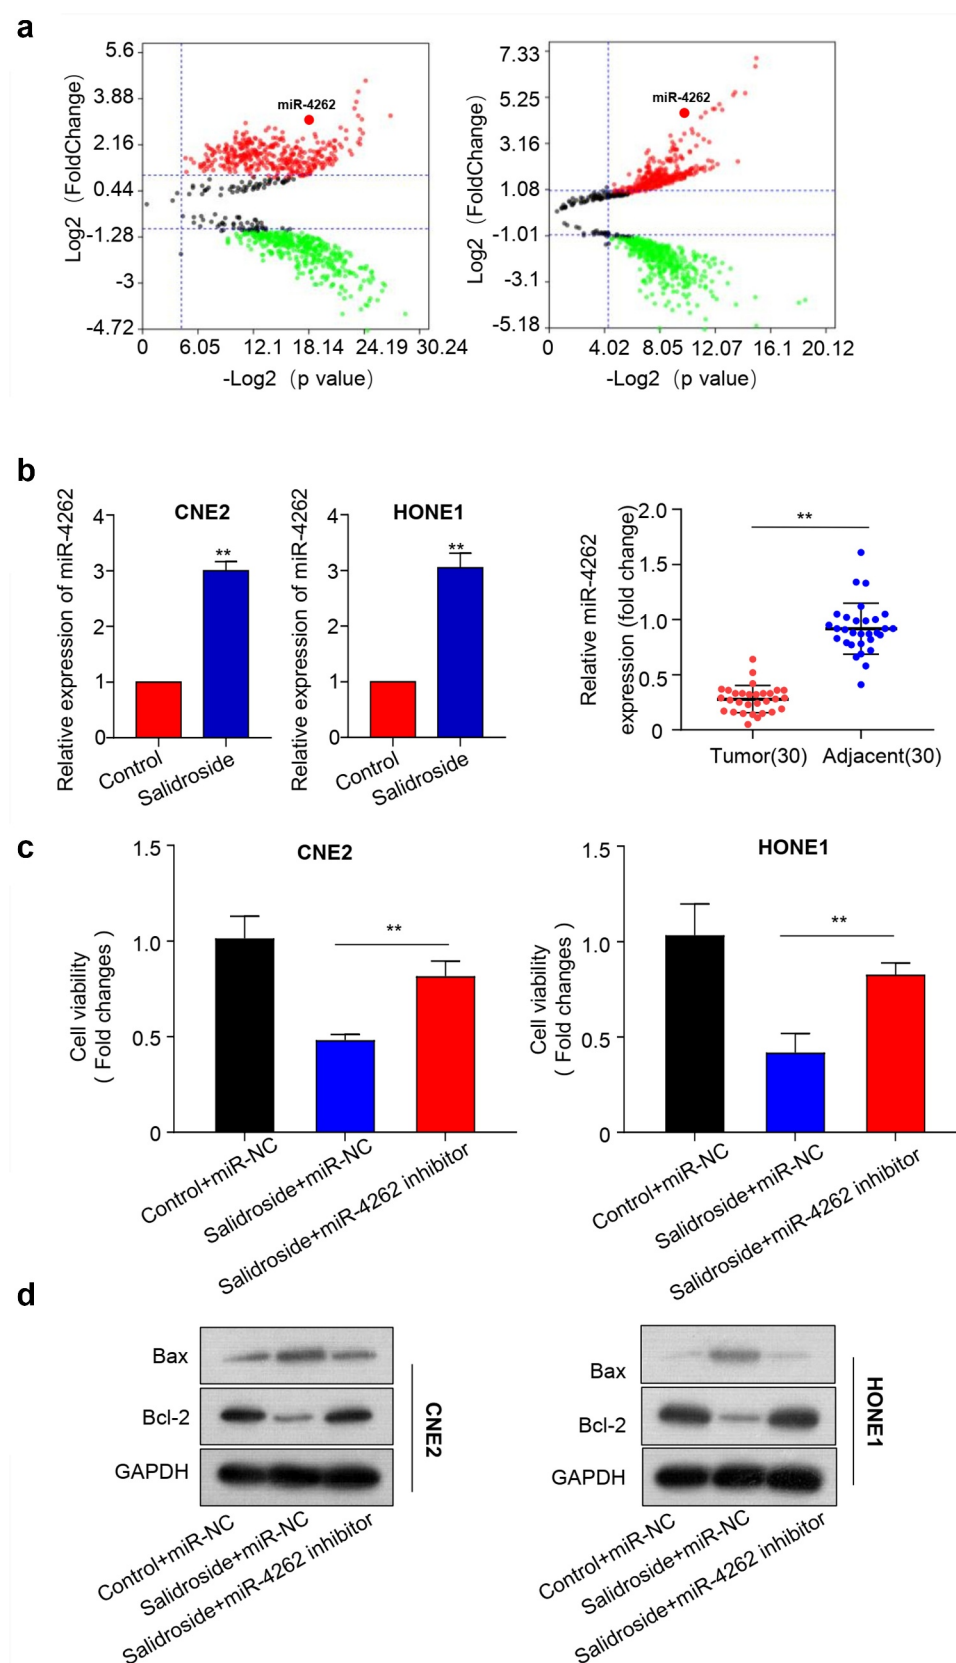 a
Log2 (FoldChange)
5.6
3.88
2.16
0.44
-1.28
-3
-4.72
miR-4262
0 6.05 12.1 18.14 24.19 30.24
-Log2 (p value)
Log2 (FoldChange)
7.33
5.25
3.16
1.08
-1.01
-3.1
-5.18
miR-4262
0 4.02 8.05 12.07 16.1 20.12
-Log2 (p value)
b
Relative expression of miR-4262
CNE2
4
3
2
1
0
**
Control
Salidroside
Relative expression of miR-4262
HONE1
4
3
2
1
0
**
Control
Salidroside
Relative miR-4262
expression (fold change)
2.0
1.5
1.0
0.5
0
**
Tumor(30) Adjacent(30)
c
Cell viability
( Fold changes )
CNE2
1.5
1.0
0.5
0
**
Control+miR-NC
Salidroside+miR-NC
Salidroside+miR-4262 inhibitor
Cell viability
( Fold changes )
HONE1
1.5
1.0
0.5
0
**
Control+miR-NC
Salidroside+miR-NC
Salidroside+miR-4262 inhibitor
d
Bax
Bcl-2
GAPDH
CNE2
Control+miR-NC
Salidroside+miR-NC
Salidroside+miR-4262 inhibitor
Bax
Bcl-2
GAPDH
HONE1
Control+miR-NC
Salidroside+miR-NC
Salidroside+miR-4262 inhibitor